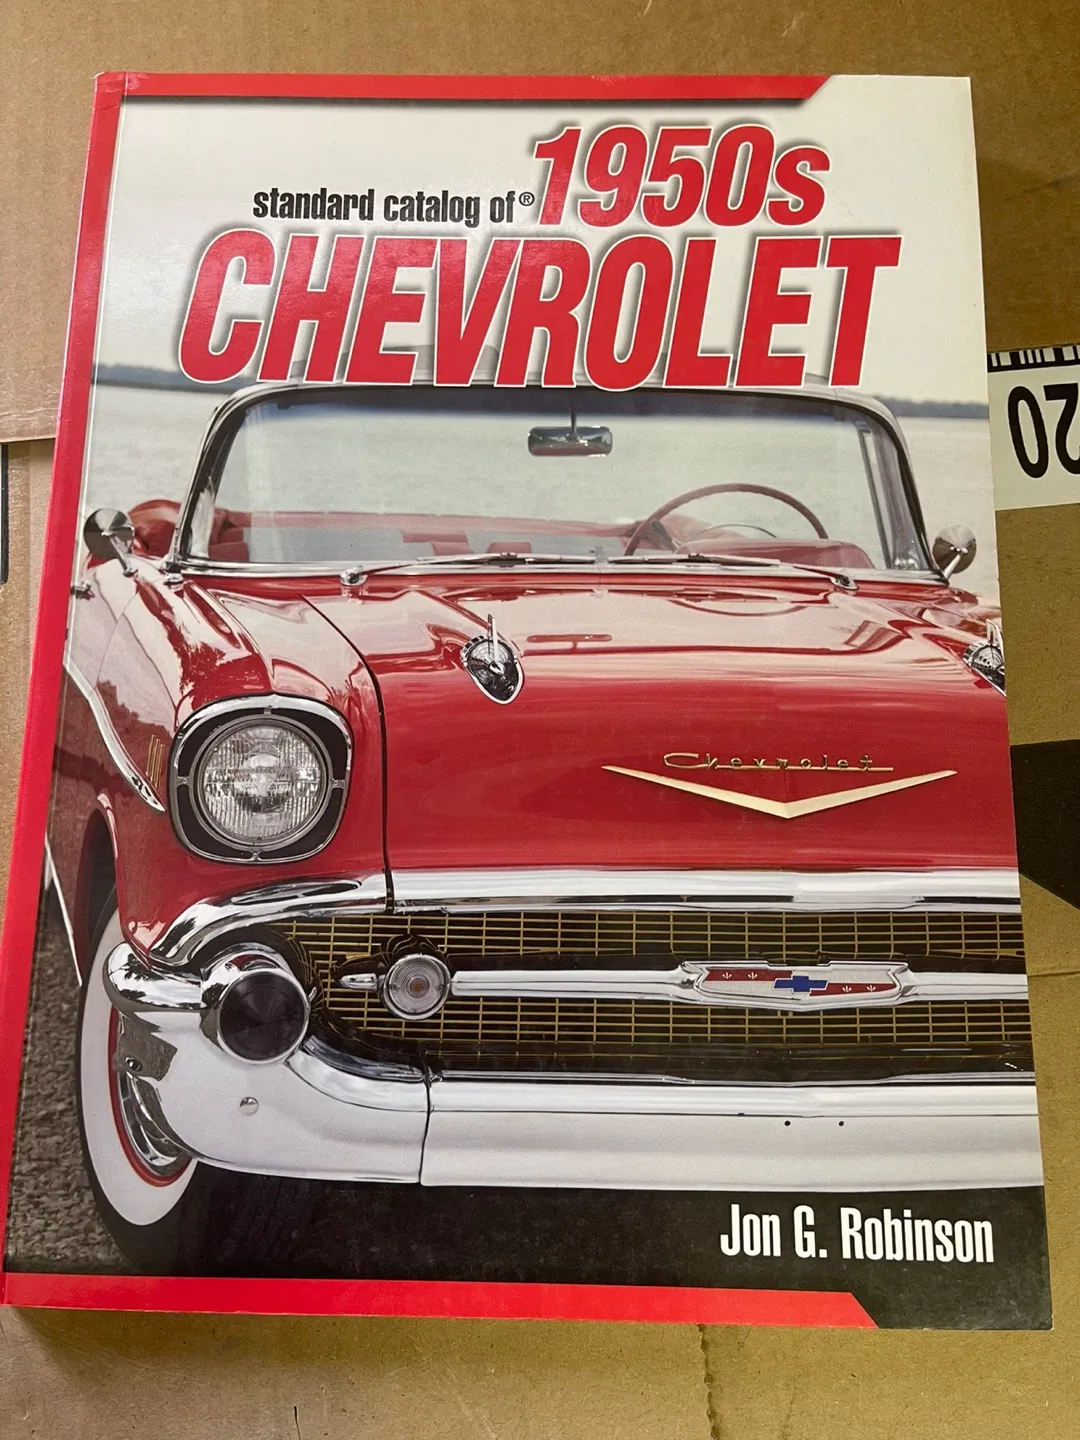 1950s
standard catalog of®
CHEVROLET
Chevrolet
Jon G. Robinson
20